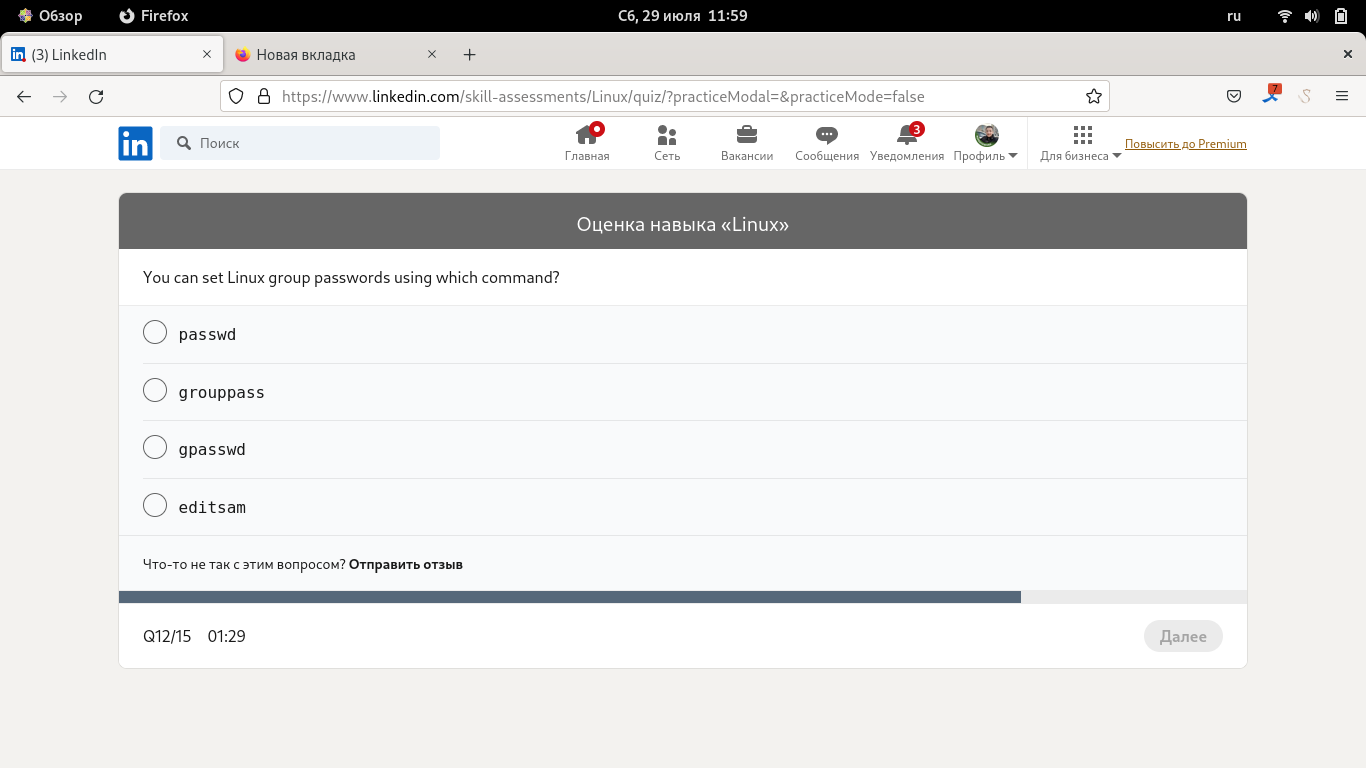 Обзор Firefox Сб, 29 июля 11:59 ru
(3) LinkedIn Новая вкладка
https://www.linkedin.com/skill-assessments/Linux/quiz/?practiceModal=&practiceMode=false 7
in Поиск Главная Сеть Вакансии Сообщения 3 Уведомления Профиль Для бизнеса Повысить до Premium
Оценка навыка «Linux»
You can set Linux group passwords using which command?
passwd
grouppass
gpasswd
editsam
Что-то не так с этим вопросом? Отправить отзыв
Q12/15 01:29 Далее